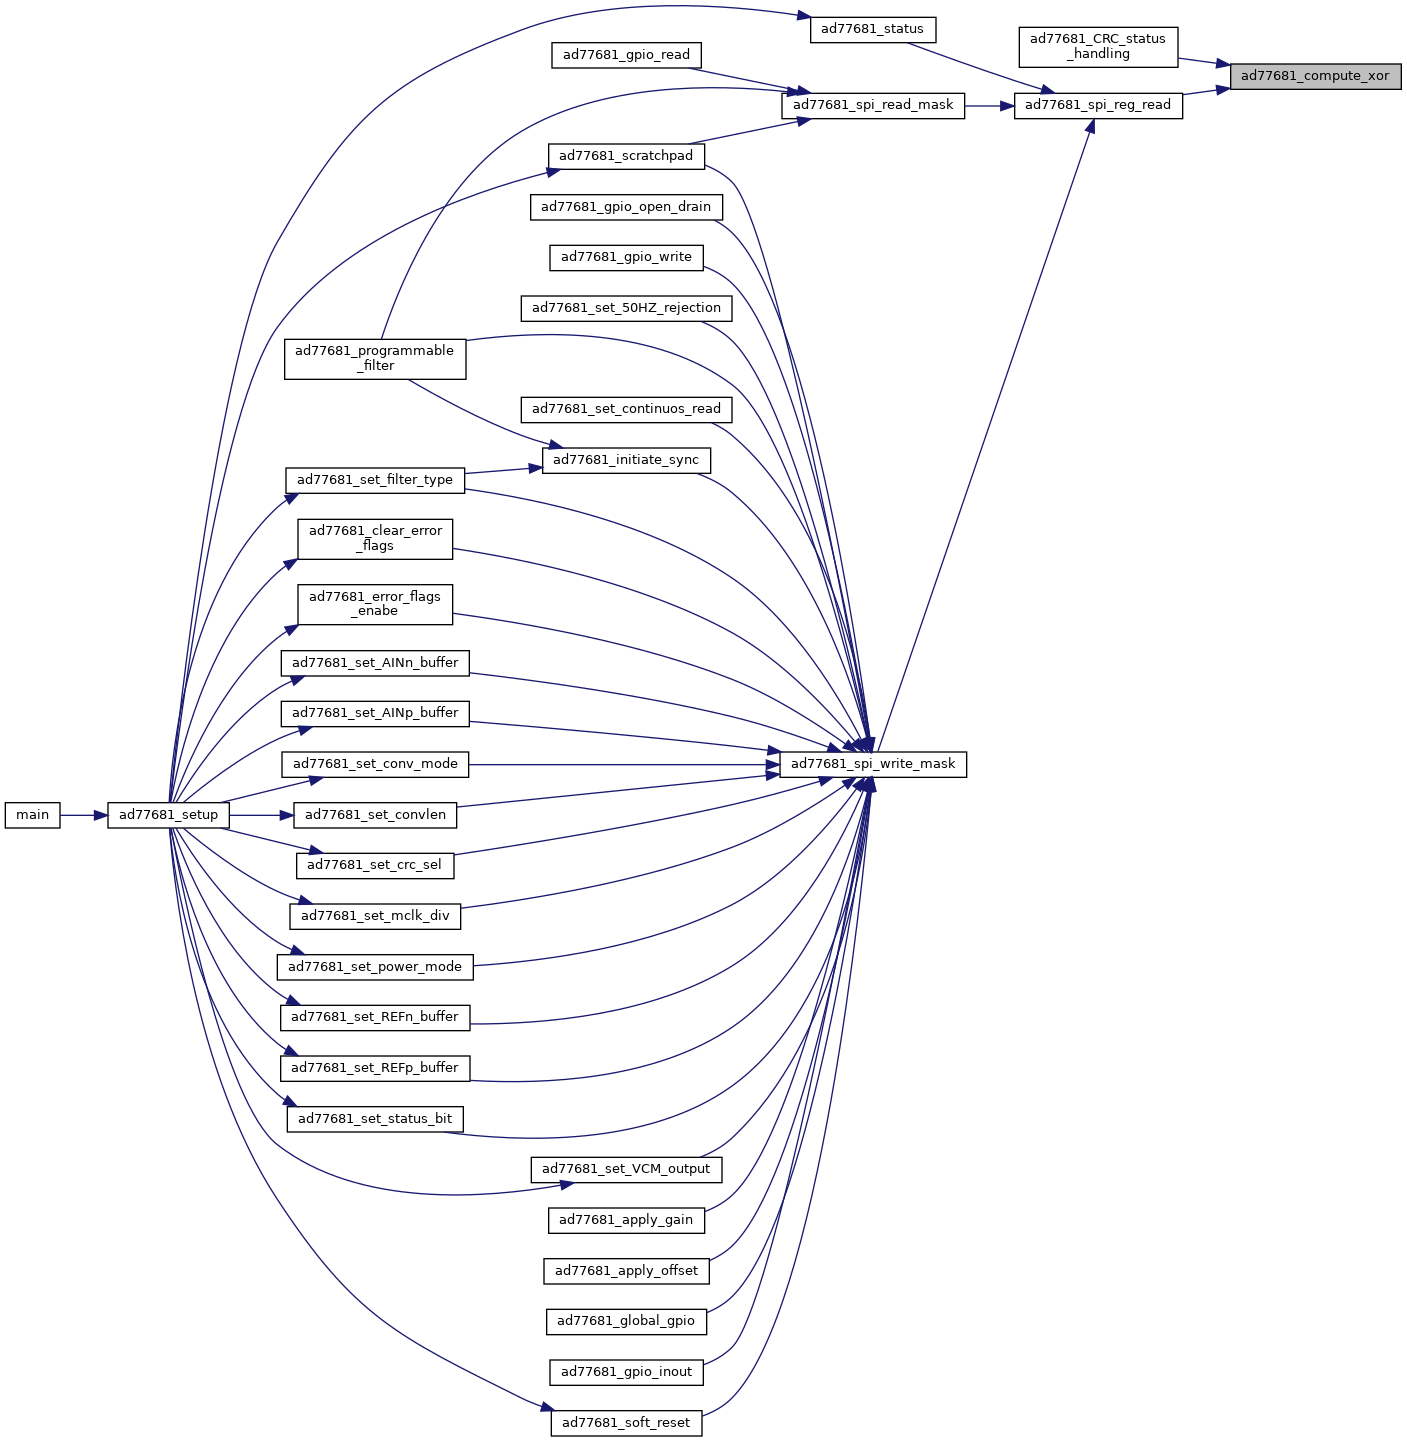 ad77681_status
ad77681_CRC_status
_handling
ad77681_gpio_read
ad77681_compute_xor
ad77681_spi_read_mask
ad77681_spi_reg_read
ad77681_scratchpad
ad77681_gpio_open_drain
ad77681_gpio_write
ad77681_set_50HZ_rejection
ad77681_programmable
_filter
ad77681_set_continuos_read
ad77681_initiate_sync
ad77681_set_filter_type
ad77681_clear_error
_flags
ad77681_error_flags
_enabe
ad77681_set_AINn_buffer
ad77681_set_AINp_buffer
ad77681_set_conv_mode
ad77681_spi_write_mask
main
ad77681_setup
ad77681_set_convlen
ad77681_set_crc_sel
ad77681_set_mclk_div
ad77681_set_power_mode
ad77681_set_REFn_buffer
ad77681_set_REFp_buffer
ad77681_set_status_bit
ad77681_set_VCM_output
ad77681_apply_gain
ad77681_apply_offset
ad77681_global_gpio
ad77681_gpio_inout
ad77681_soft_reset